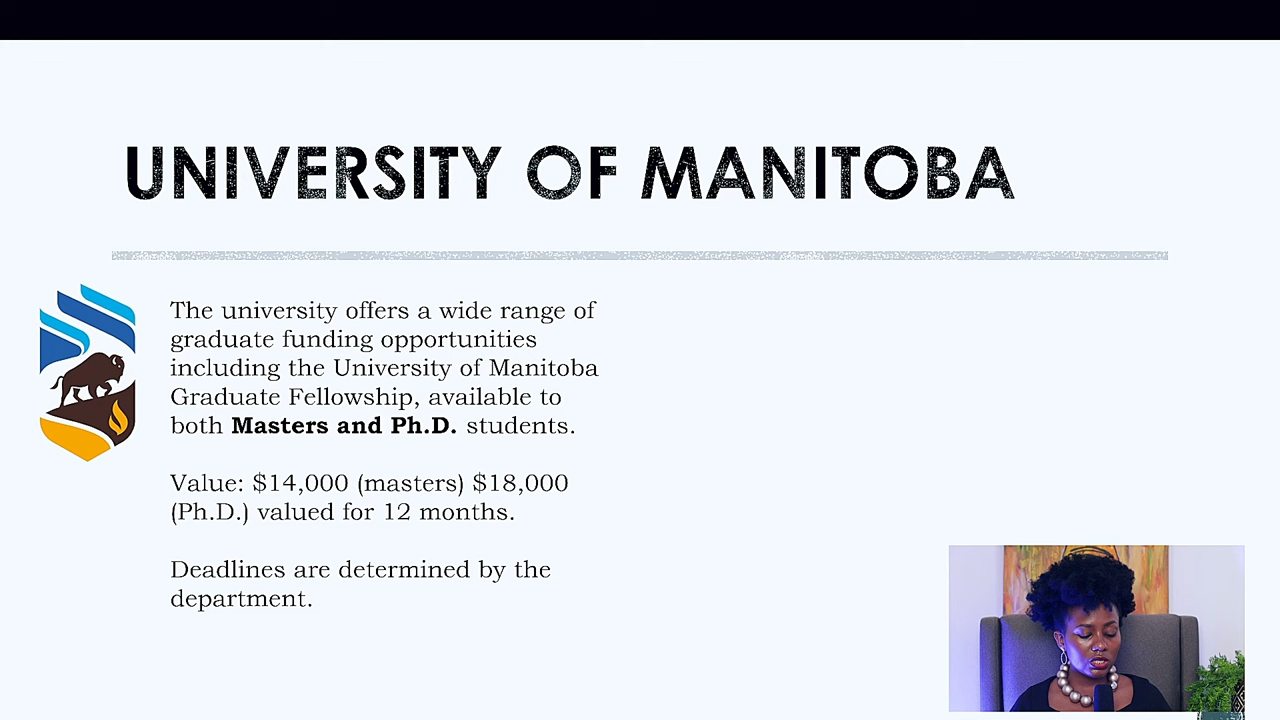 UNIVERSITY OF MANITOBA
The university offers a wide range of
graduate funding opportunities
including the University of Manitoba
Graduate Fellowship, available to
both Masters and Ph.D. students.
Value: $14,000 (masters) $18,000
(Ph.D.) valued for 12 months.
Deadlines are determined by the
department.